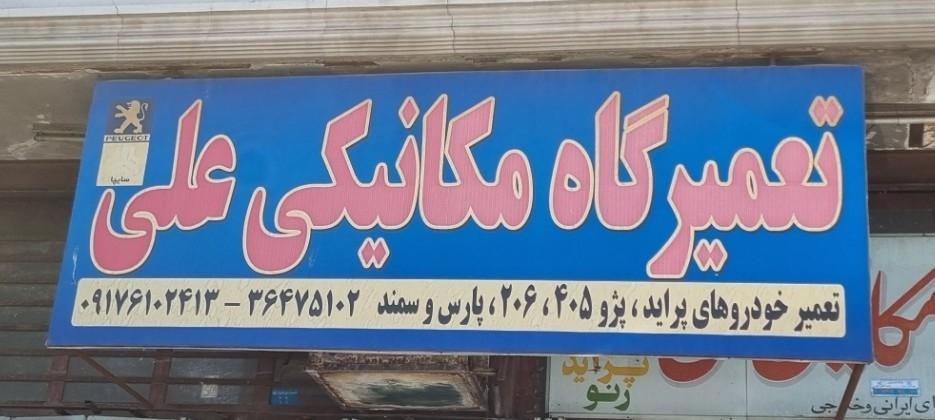 PEUGEOT
سایپا
تعمیرگاه مکانیکی علی
تعمیر خودروهای پراید، پژو ۴۰۵، ۲۰۶، پارس و سمند ۳۶۴۷۵۱۰۲ – ۰۹۱۷۶۱۰۲۴۱۳
پراید
رنو